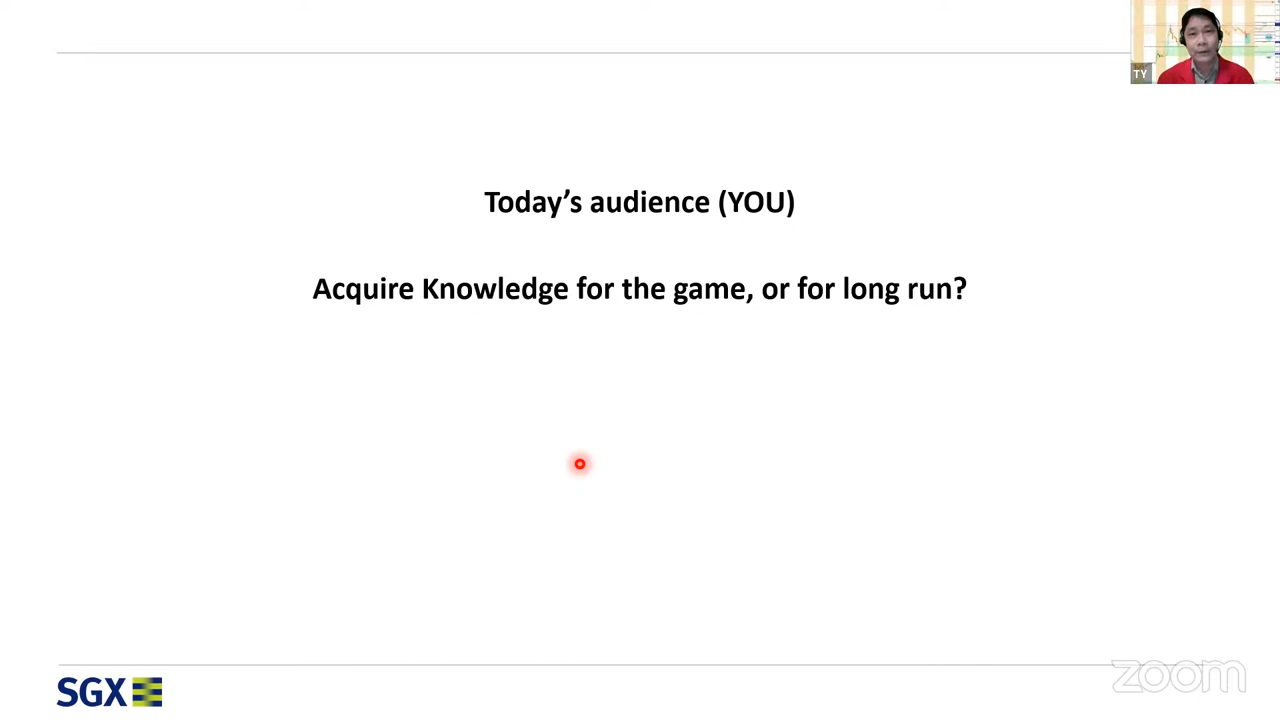 TY
Today’s audience (YOU)
Acquire Knowledge for the game, or for long run?
SGX
zoom